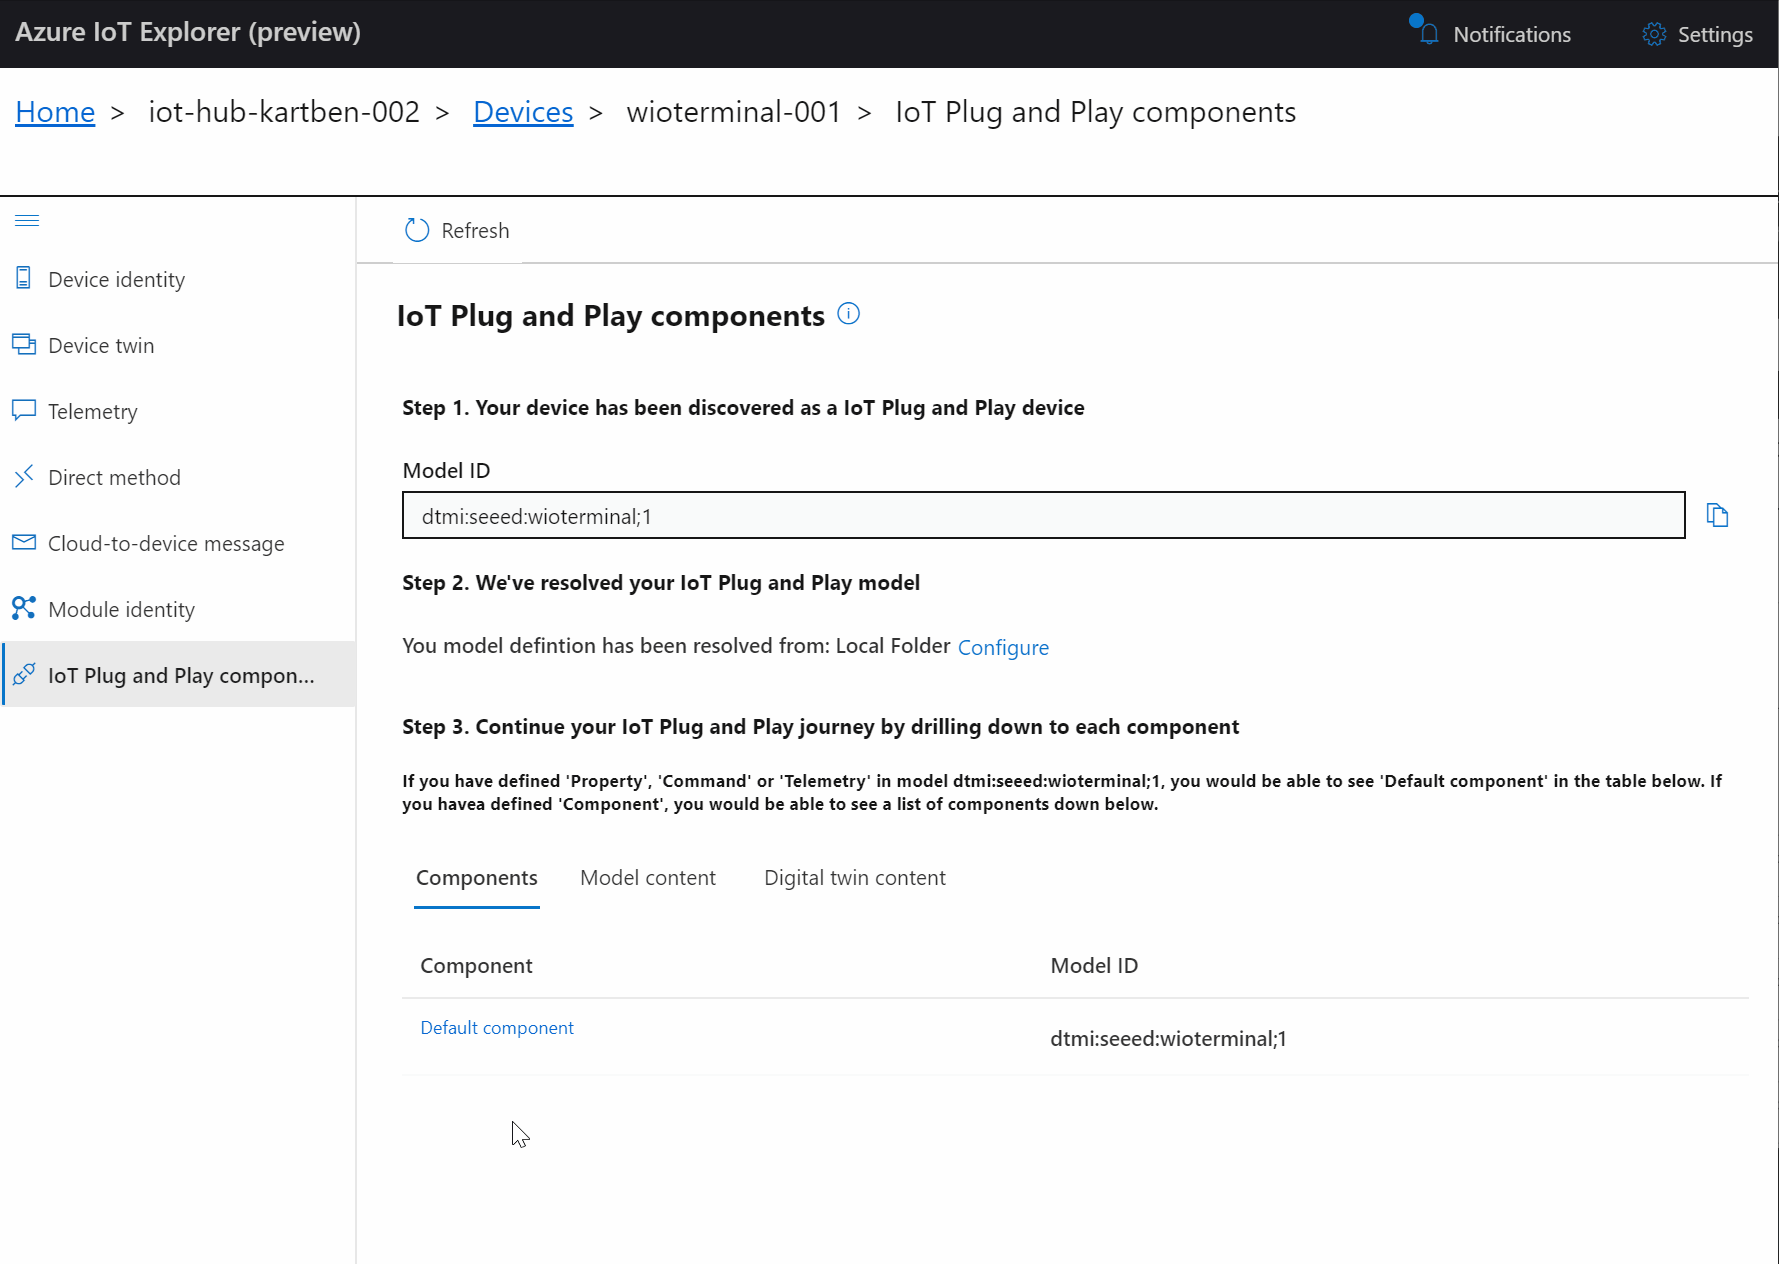 Azure IoT Explorer (preview)
Notifications
Settings
Home > iot-hub-kartben-002 > Devices > wioterminal-001 > IoT Plug and Play components
Refresh
Device identity
Device twin
Telemetry
Direct method
Cloud-to-device message
Module identity
IoT Plug and Play compon...
IoT Plug and Play components
Step 1. Your device has been discovered as a IoT Plug and Play device
Model ID
dtmi:seeed:wioterminal;1
Step 2. We've resolved your IoT Plug and Play model
You model defintion has been resolved from: Local Folder Configure
Step 3. Continue your IoT Plug and Play journey by drilling down to each component
If you have defined 'Property', 'Command' or 'Telemetry' in model dtmi:seeed:wioterminal;1, you would be able to see 'Default component' in the table below. If
you havea defined 'Component', you would be able to see a list of components down below.
Components Model content Digital twin content
Component Model ID
Default component dtmi:seeed:wioterminal;1